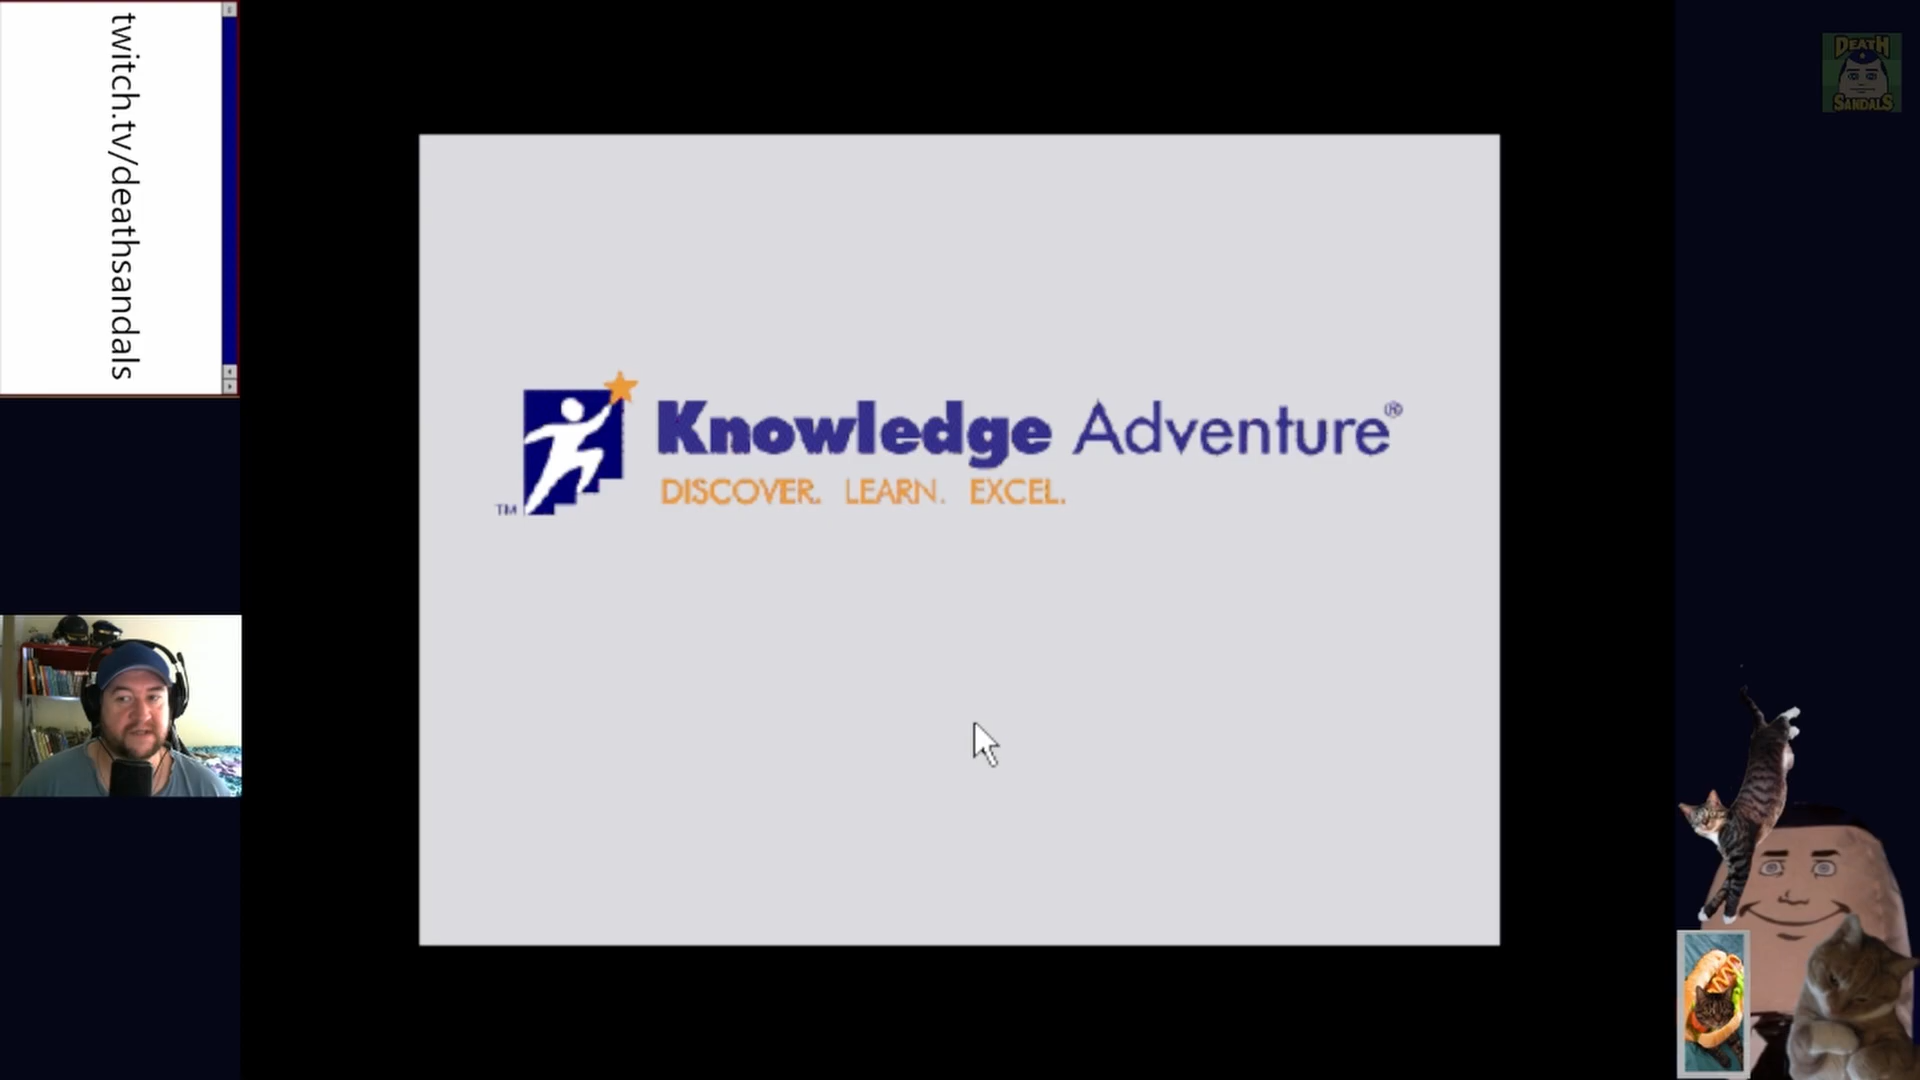 twitch.tv/deathsandals
DEATH
SANDALS
Knowledge Adventure®
DISCOVER. LEARN. EXCEL.
TM